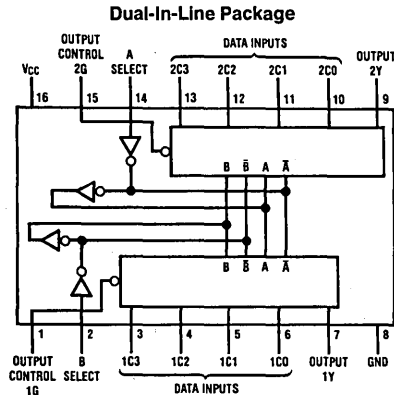 Dual-In-Line Package
OUTPUT CONTROL 2G
A SELECT
DATA INPUTS
OUTPUT 2Y
VCC
2C3 2C2 2C1 2C0
16 15 14 13 12 11 10 9
B B̅ A A̅
B B̅ A A̅
1 2 3 4 5 6 7 8
OUTPUT CONTROL 1G
B SELECT
1C3 1C2 1C1 1C0
OUTPUT 1Y
GND
DATA INPUTS